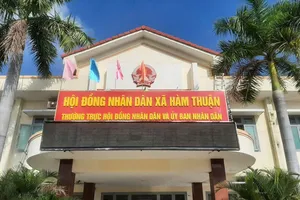 HỘI ĐỒNG NHÂN DÂN XÃ HÀM THUẬN
THƯỜNG TRỰC HỘI ĐỒNG NHÂN DÂN VÀ ỦY BAN NHÂN DÂN